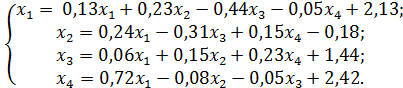 x₁ = 0,13x₁ + 0,23x₂ − 0,44x₃ − 0,05x₄ + 2,13;
x₂ = 0,24x₁ − 0,31x₃ + 0,15x₄ − 0,18;
x₃ = 0,06x₁ + 0,15x₂ + 0,23x₄ + 1,44;
x₄ = 0,72x₁ − 0,08x₂ − 0,05x₃ + 2,42.